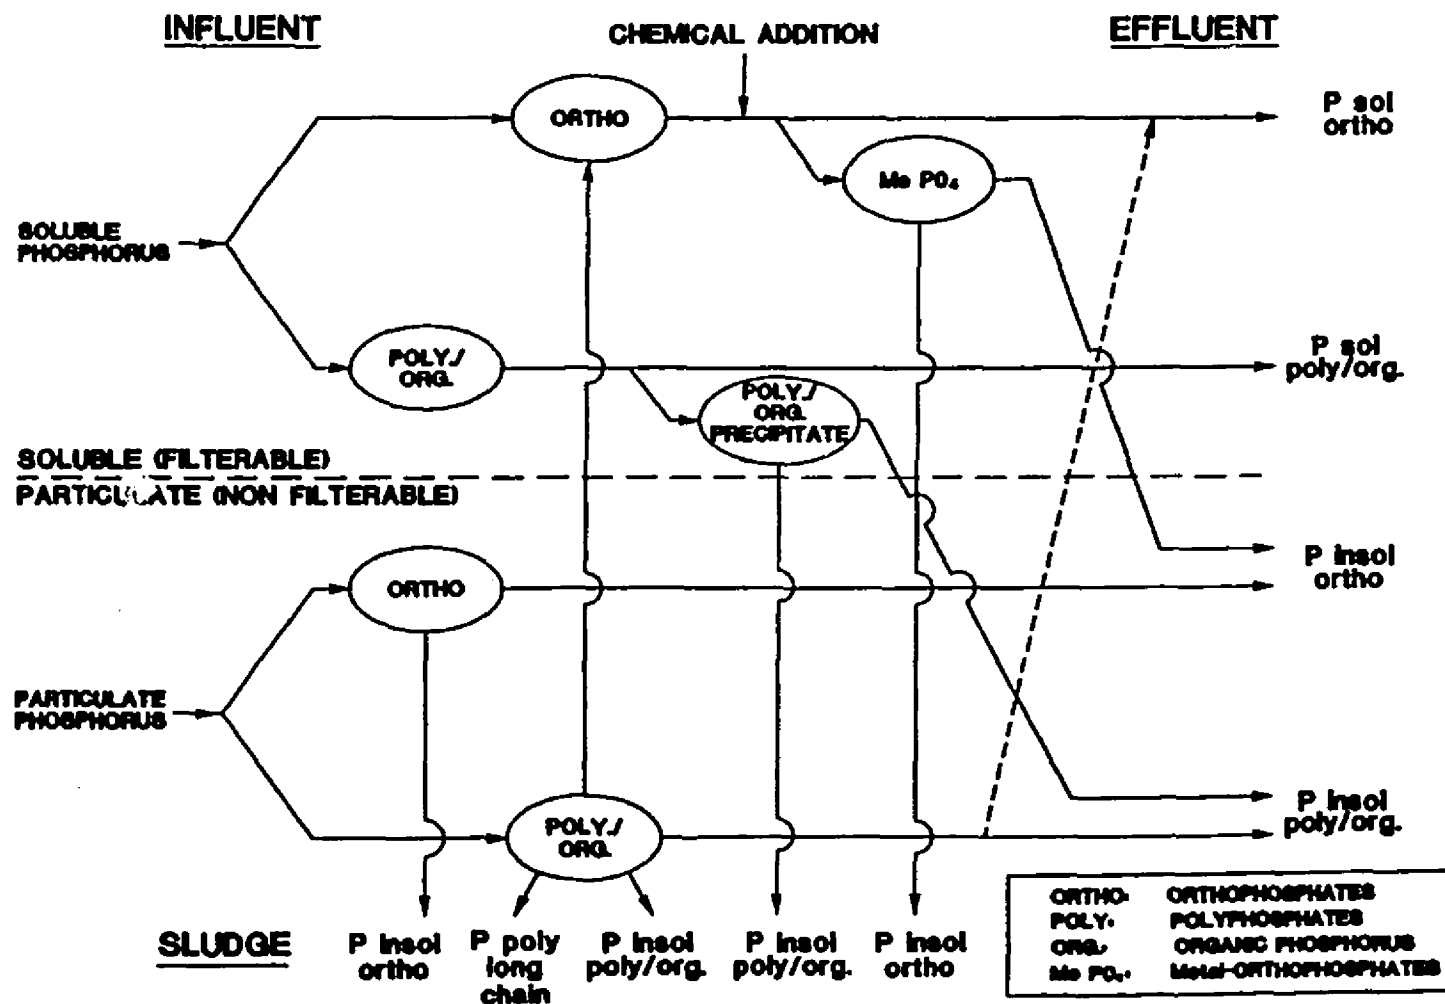 INFLUENT
CHEMICAL ADDITION
EFFLUENT
ORTHO
P sol
ortho
Me PO₄
SOLUBLE
PHOSPHORUS
POLY./
ORG.
P sol
poly/org.
POLY./
ORG.
PRECIPITATE
SOLUBLE (FILTERABLE)
PARTICULATE (NON FILTERABLE)
ORTHO
P insol
ortho
PARTICULATE
PHOSPHORUS
POLY./
ORG.
P insol
poly/org.
SLUDGE
P insol
ortho
P poly
long
chain
P insol
poly/org.
P insol
poly/org.
P insol
ortho
ORTHO: ORTHOPHOSPHATES
POLY: POLYPHOSPHATES
ORG.: ORGANIC PHOSPHORUS
Me PO₄: Metal-ORTHOPHOSPHATES